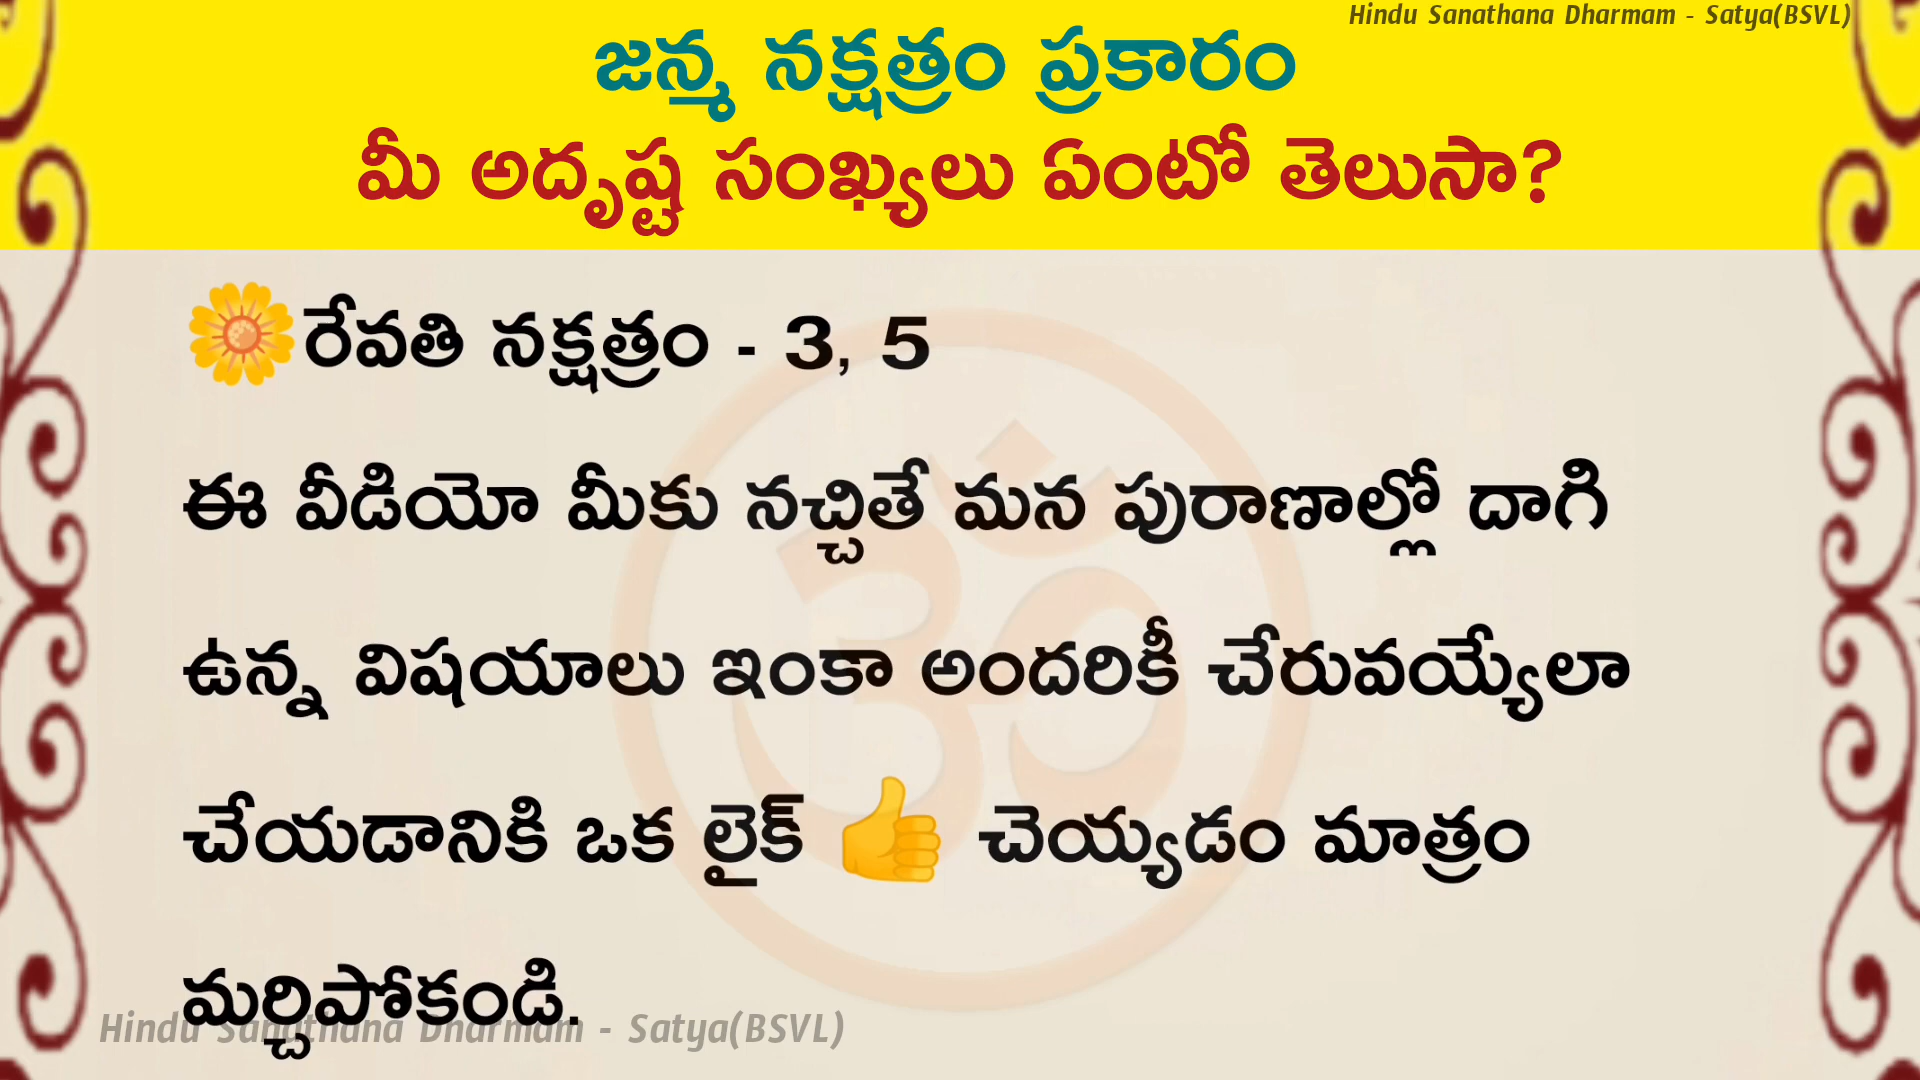 Hindu Sanathana Dharmam - Satya(BSVL)
జన్మ నక్షత్రం ప్రకారం
మీ అదృష్ట సంఖ్యలు ఏంటో తెలుసా?
🌼రేవతి నక్షత్రం - 3, 5
ఈ వీడియో మీకు నచ్చితే మన పురాణాల్లో దాగి
ఉన్న విషయాలు ఇంకా అందరికీ చేరువయ్యేలా
చేయడానికి ఒక లైక్ 👍 చెయ్యడం మాత్రం
మర్చిపోకండి.
Hindu Sanathana Dharmam - Satya(BSVL)